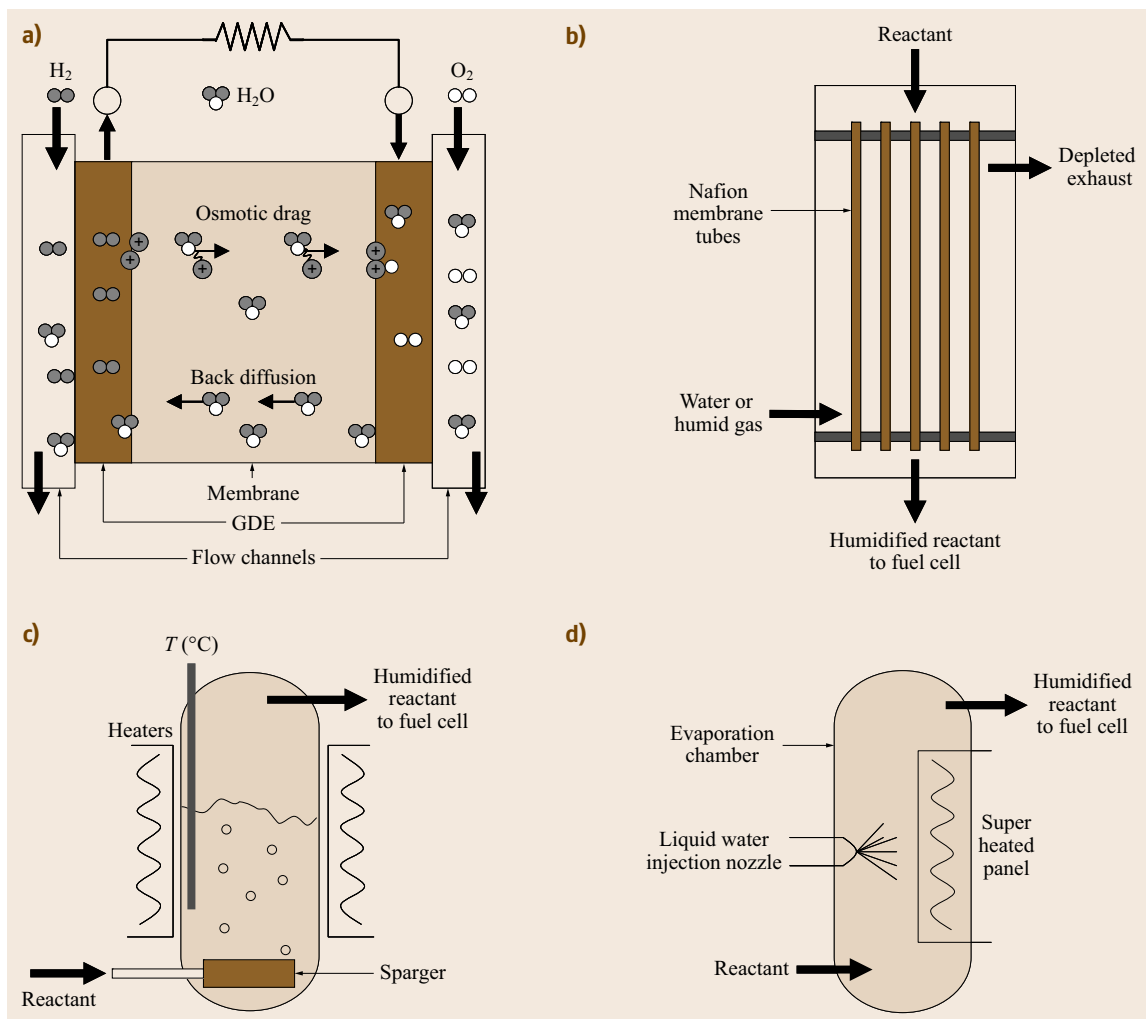 a)
H₂
O₂
H₂O
Osmotic drag
+
+
+
+
+
+
Back diffusion
Membrane
GDE
Flow channels
b)
Reactant
Depleted
exhaust
Nafion
membrane
tubes
Water or
humid gas
Humidified reactant
to fuel cell
c)
T (°C)
Humidified
reactant
to fuel cell
Heaters
Sparger
Reactant
d)
Humidified
reactant
to fuel cell
Evaporation
chamber
Liquid water
injection nozzle
Super
heated
panel
Reactant